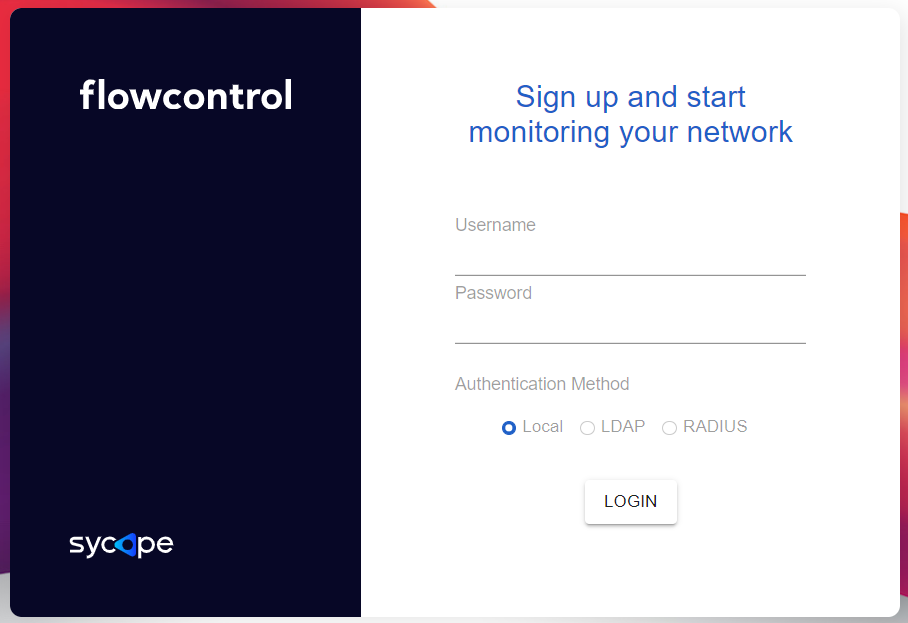 flowcontrol
Sign up and start
monitoring your network
Username
Password
Authentication Method
Local LDAP RADIUS
LOGIN
sycope